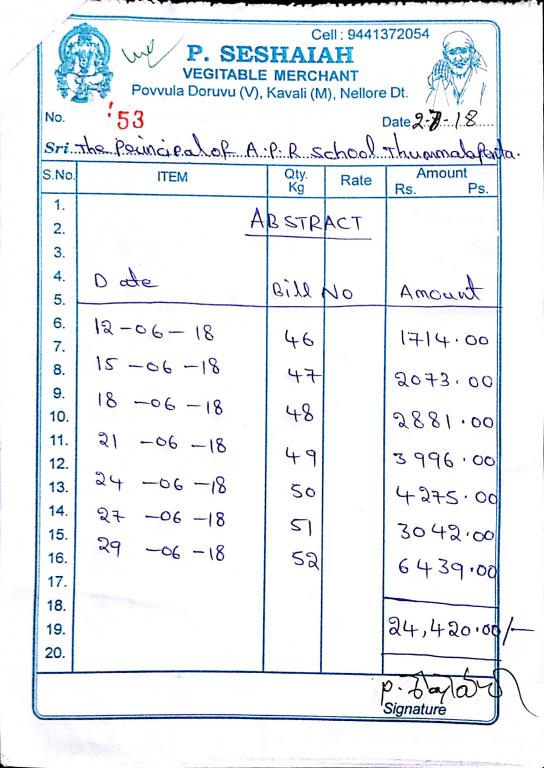 Cell : 9441372054
P. SESHAIAH
VEGITABLE MERCHANT
Povvula Doruvu (V), Kavali (M), Nellore Dt.
No. 53 Date 2-7-18
Sri. The Principal of A.P.R school Thummalapenta.
S.No. ITEM Qty. Kg Rate Amount Rs. Ps.
1.
2. ABSTRACT
3.
4. Date Bill No Amount
5.
6. 12-06-18 46 1714.00
7.
8. 15-06-18 47 2073.00
9. 18-06-18 48 2881.00
10.
11. 21-06-18 49 3996.00
12.
13. 24-06-18 50 4275.00
14. 27-06-18 51 3042.00
15.
16. 29-06-18 52 6439.00
17.
18.
19. 24,420.00/-
20.
Signature